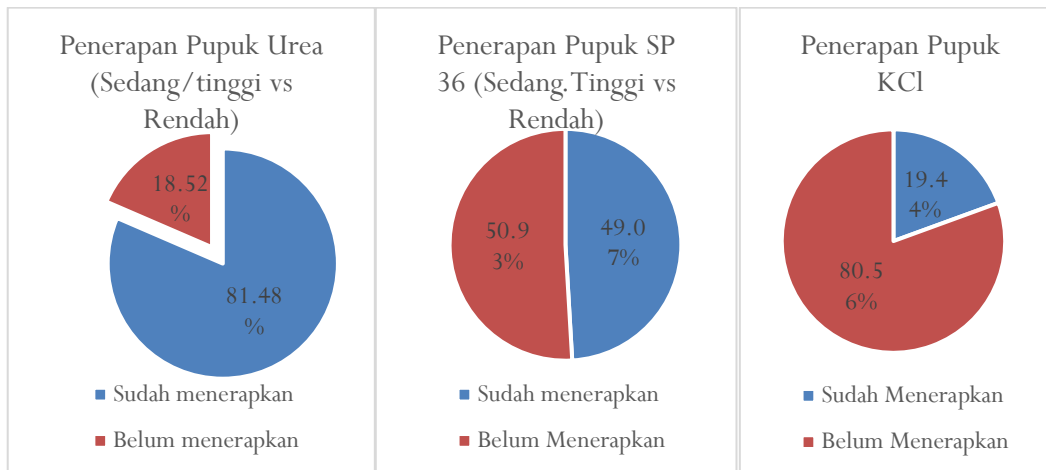 Penerapan Pupuk Urea
(Sedang/tinggi vs
Rendah)
18.52
%
81.48
%
Sudah menerapkan
Belum menerapkan
Penerapan Pupuk SP
36 (Sedang.Tinggi vs
Rendah)
50.9
3%
49.0
7%
Sudah menerapkan
Belum Menerapkan
Penerapan Pupuk
KCl
19.4
4%
80.5
6%
Sudah Menerapkan
Belum Menerapkan